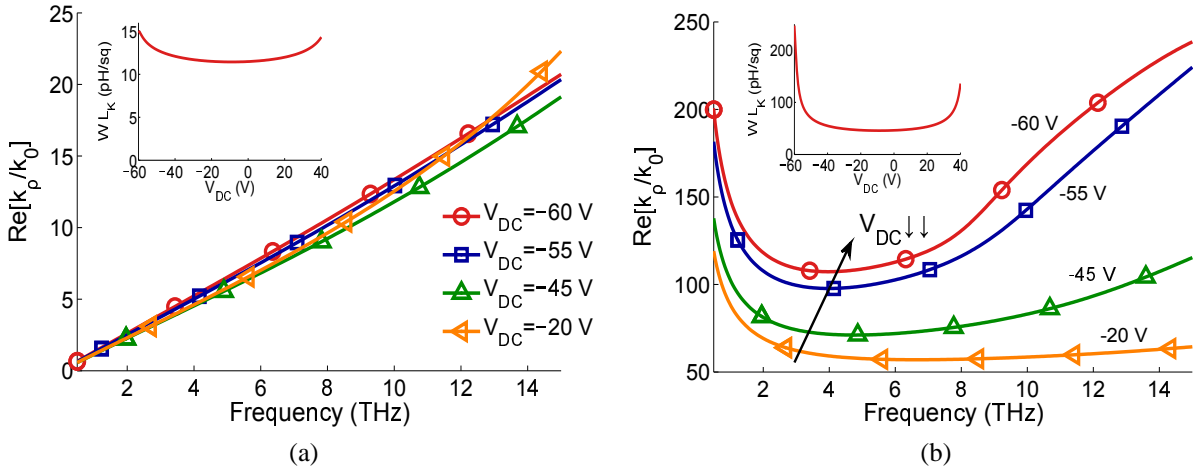 25
20
15
10
5
0
Re[kρ/k0]
2 4 6 8 10 12 14
Frequency (THz)
15
10
5
0
W LK (pH/sq)
−60 −40 −20 0 20 40
VDC (V)
VDC=−60 V
VDC=−55 V
VDC=−45 V
VDC=−20 V
(a)
250
200
150
100
50
Re[kρ/k0]
2 4 6 8 10 12 14
Frequency (THz)
200
100
0
W LK (pH/sq)
−60 −40 −20 0 20 40
VDC (V)
-60 V
-55 V
-45 V
-20 V
VDC↓↓
(b)